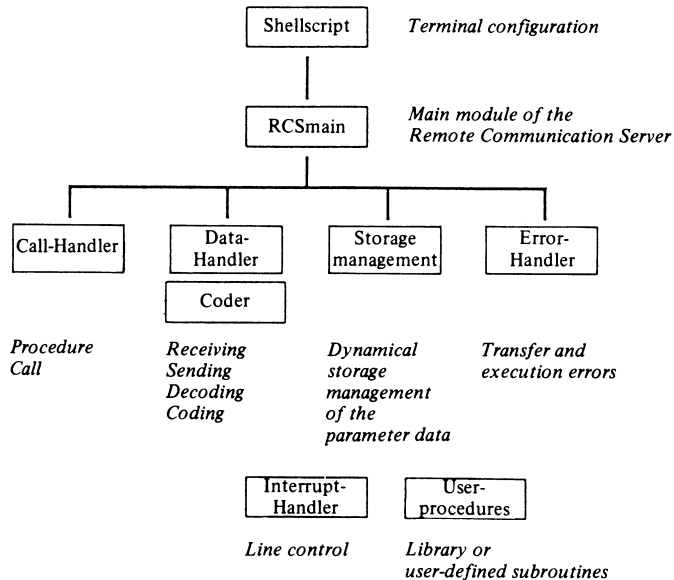 Shellscript
Terminal configuration
RCSmain
Main module of the
Remote Communication Server
Call-Handler
Data-
Handler
Storage
management
Error-
Handler
Coder
Procedure
Call
Receiving
Sending
Decoding
Coding
Dynamical
storage
management
of the
parameter data
Transfer and
execution errors
Interrupt-
Handler
User-
procedures
Line control
Library or
user-defined subroutines